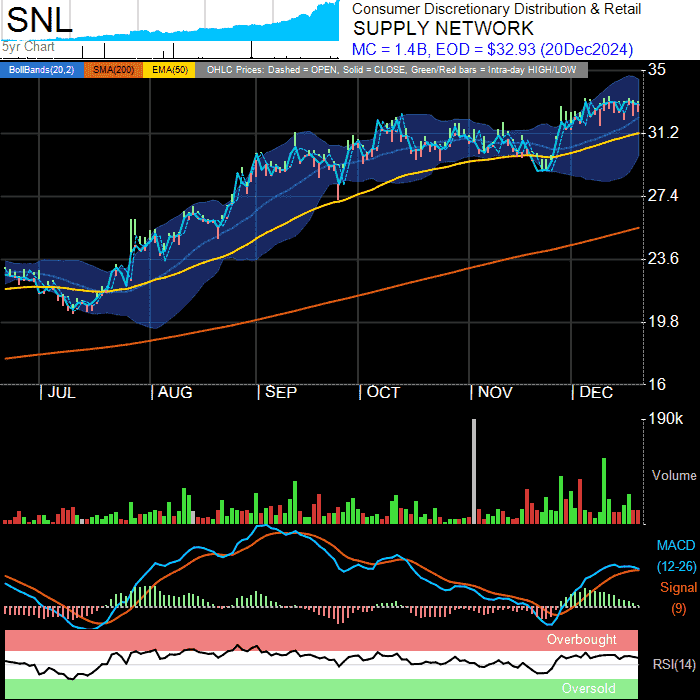 SNL
Consumer Discretionary Distribution & Retail
SUPPLY NETWORK
5yr Chart
MC = 1.4B, EOD = $32.93 (20Dec2024)
BollBands(20,2) SMA(200) EMA(50) OHLC Prices: Dashed = OPEN, Solid = CLOSE, Green/Red bars = Intra-day HIGH/LOW
35
31.2
27.4
23.6
19.8
16
JUL AUG SEP OCT NOV DEC
190k
Volume
MACD
(12-26)
Signal
(9)
Overbought
RSI(14)
Oversold